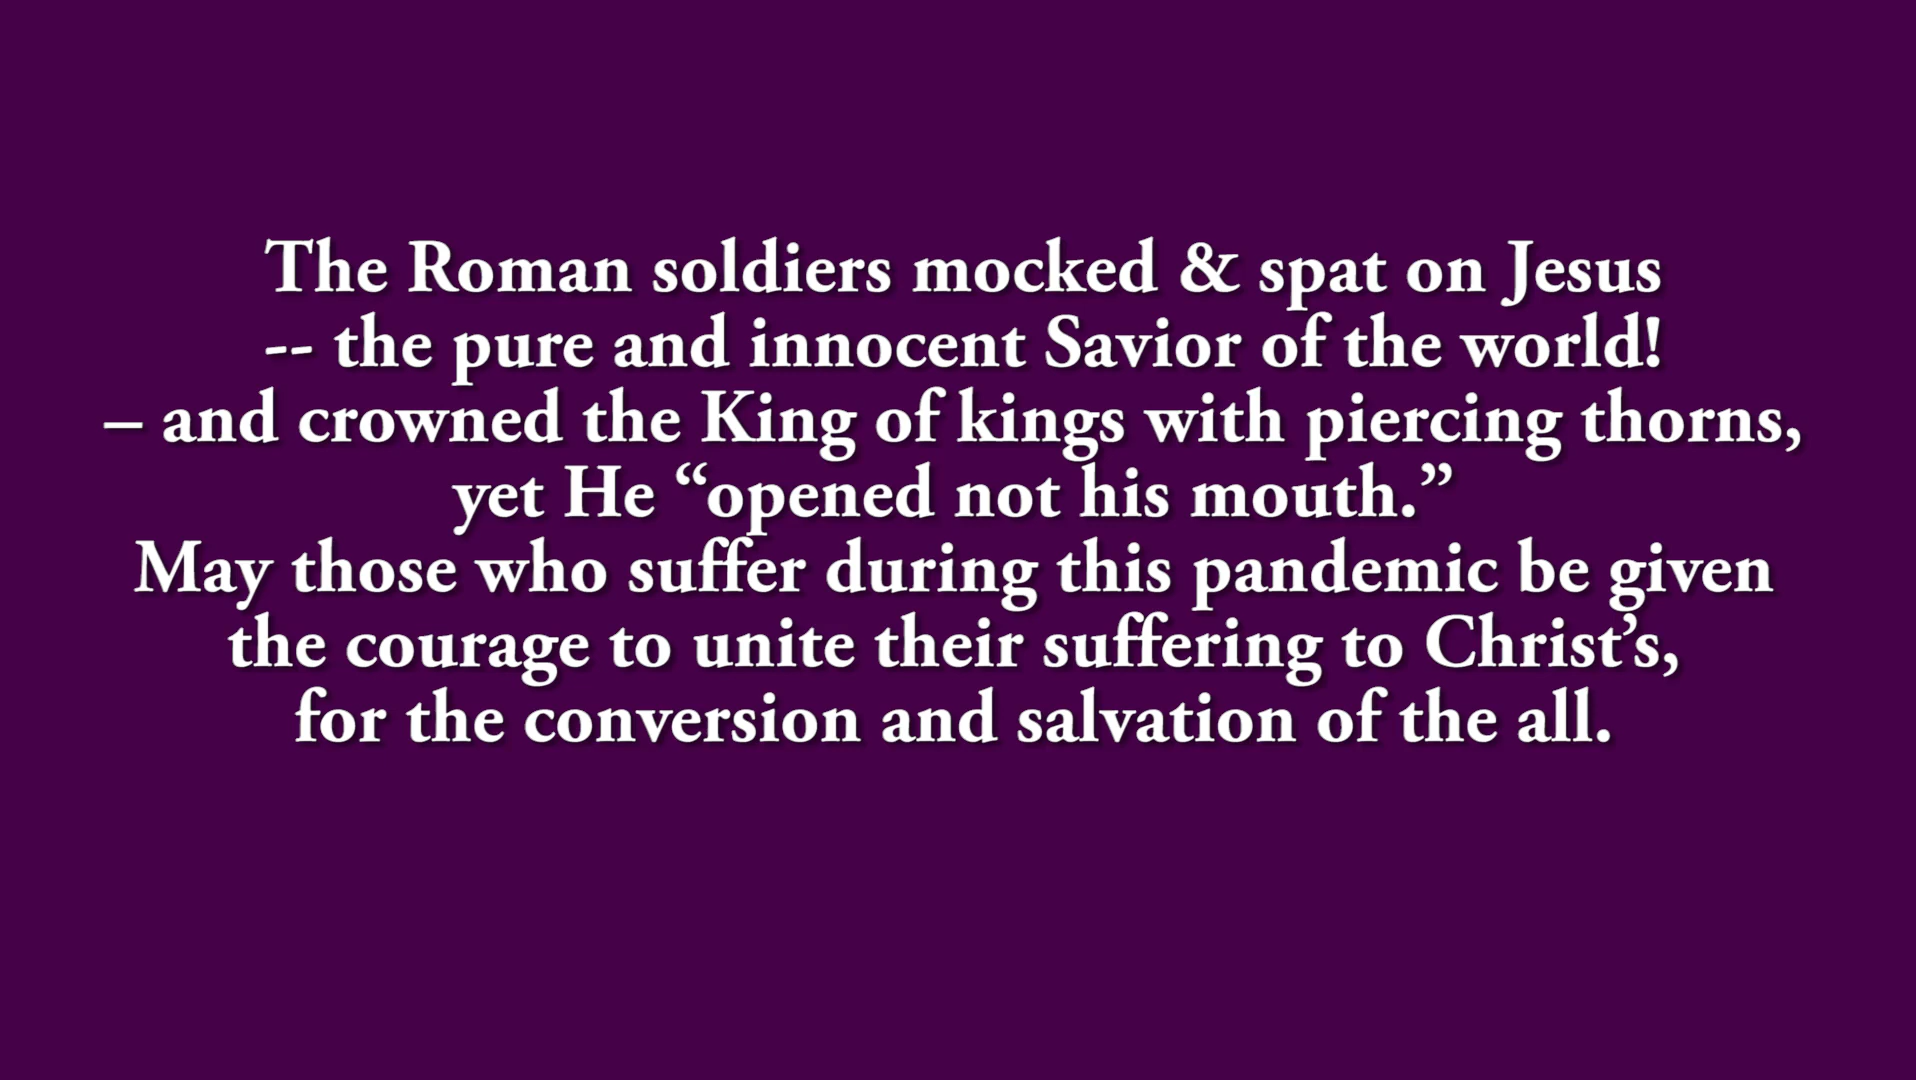 The Roman soldiers mocked & spat on Jesus
-- the pure and innocent Savior of the world!
– and crowned the King of kings with piercing thorns,
yet He “opened not his mouth.”
May those who suffer during this pandemic be given
the courage to unite their suffering to Christ’s,
for the conversion and salvation of the all.